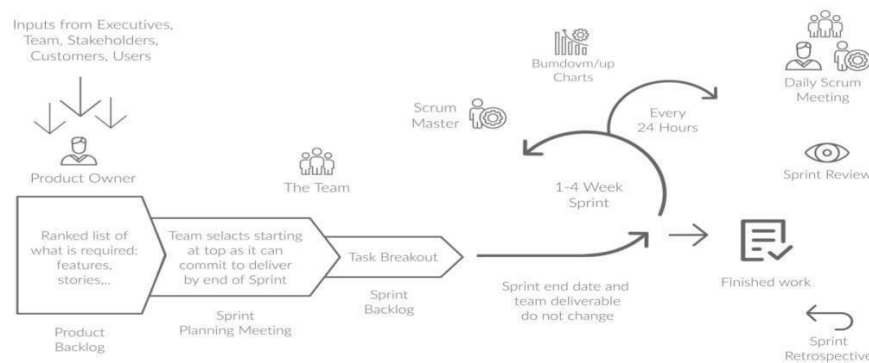 Inputs from Executives,
Team, Stakeholders,
Customers, Users
Product Owner
The Team
Scrum
Master
Bumdovm/up
Charts
Every
24 Hours
Daily Scrum
Meeting
1-4 Week
Sprint
Sprint Review
Ranked list of
what is required:
features,
stories...
Team selacts starting
at top as it can
commit to deliver
by end of Sprint
Task Breakout
Sprint end date and
team deliverable
do not change
Finished work
Product
Backlog
Sprint
Planning Meeting
Sprint
Backlog
Sprint
Retrospective